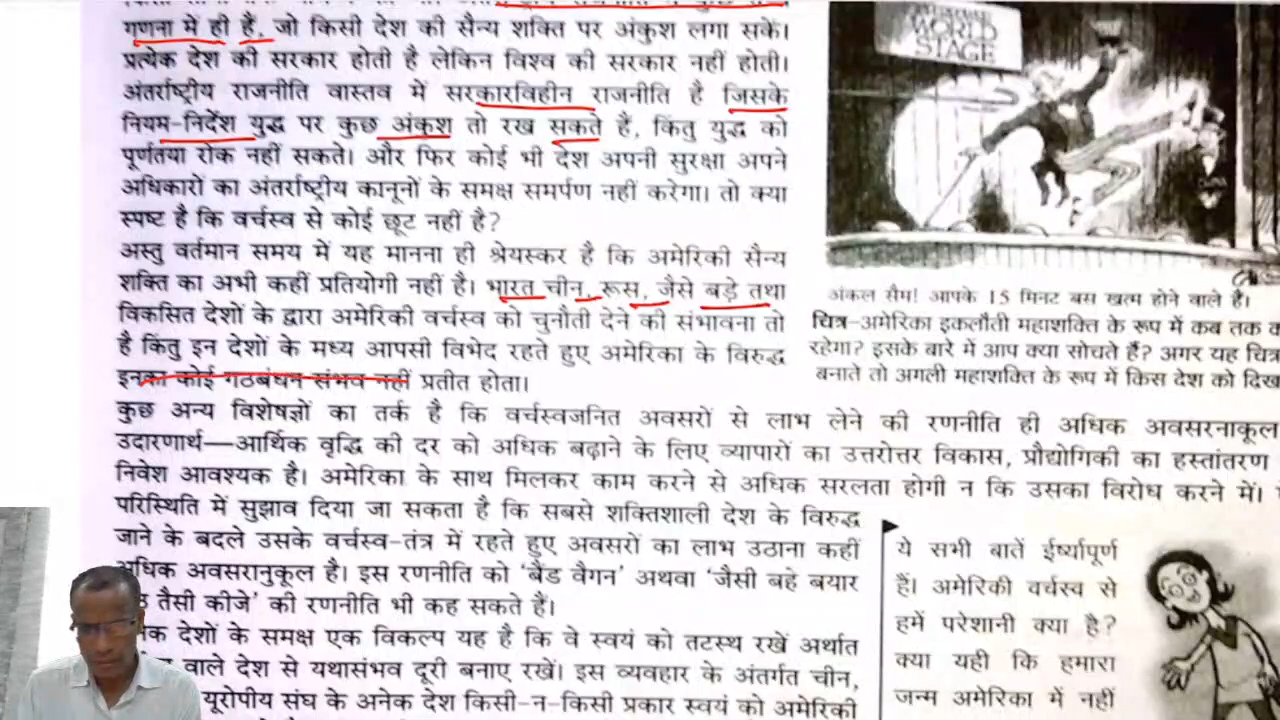 गणना में ही हैं, जो किसी देश की सैन्य शक्ति पर अंकुश लगा सकें।
प्रत्येक देश की सरकार होती है लेकिन विश्व की सरकार नहीं होती।
अंतर्राष्ट्रीय राजनीति वास्तव में सरकारविहीन राजनीति है जिसके
नियम-निर्देश युद्ध पर कुछ अंकुश तो रख सकते हैं, किंतु युद्ध को
पूर्णतया रोक नहीं सकते। और फिर कोई भी देश अपनी सुरक्षा अपने
अधिकारों का अंतर्राष्ट्रीय कानूनों के समक्ष समर्पण नहीं करेगा। तो क्या
स्पष्ट है कि वर्चस्व से कोई छूट नहीं है?
अस्तु वर्तमान समय में यह मानना ही श्रेयस्कर है कि अमेरिकी सैन्य
शक्ति का अभी कहीं प्रतियोगी नहीं है। भारत चीन, रूस, जैसे बड़े तथा
विकसित देशों के द्वारा अमेरिकी वर्चस्व को चुनौती देने की संभावना तो
है किंतु इन देशों के मध्य आपसी विभेद रहते हुए अमेरिका के विरुद्ध
इनका कोई गठबंधन संभव नहीं प्रतीत होता।
कुछ अन्य विशेषज्ञों का तर्क है कि वर्चस्वजनित अवसरों से लाभ लेने की रणनीति ही अधिक अवसरनाकूल
उदारणार्थ—आर्थिक वृद्धि की दर को अधिक बढ़ाने के लिए व्यापारों का उत्तरोत्तर विकास, प्रौद्योगिकी का हस्तांतरण
निवेश आवश्यक है। अमेरिका के साथ मिलकर काम करने से अधिक सरलता होगी न कि उसका विरोध करने में।
परिस्थिति में सुझाव दिया जा सकता है कि सबसे शक्तिशाली देश के विरुद्ध
जाने के बदले उसके वर्चस्व-तंत्र में रहते हुए अवसरों का लाभ उठाना कहीं
अधिक अवसरानुकूल है। इस रणनीति को 'बैंड वैगन' अथवा 'जैसी बहे बयार
तैसी कीजे' की रणनीति भी कह सकते हैं।
देशों के समक्ष एक विकल्प यह है कि वे स्वयं को तटस्थ रखें अर्थात
वाले देश से यथासंभव दूरी बनाए रखें। इस व्यवहार के अंतर्गत चीन,
यूरोपीय संघ के अनेक देश किसी-न-किसी प्रकार स्वयं को अमेरिकी
WORLD
STAGE
अंकल सैम! आपके 15 मिनट बस खत्म होने वाले हैं।
चित्र-अमेरिका इकलौती महाशक्ति के रूप में कब तक
रहेगा? इसके बारे में आप क्या सोचते हैं? अगर यह चित्र
बनाते तो अगली महाशक्ति के रूप में किस देश को
ये सभी बातें ईर्ष्यापूर्ण
हैं। अमेरिकी वर्चस्व से
हमें परेशानी क्या है?
क्या यही कि हमारा
जन्म अमेरिका में नहीं